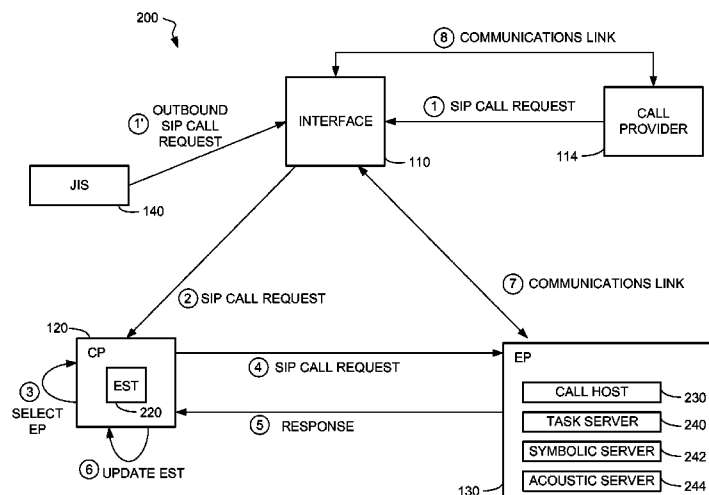 200
8 COMMUNICATIONS LINK
1' OUTBOUND
SIP CALL
REQUEST
INTERFACE
1 SIP CALL REQUEST
CALL
PROVIDER
110
114
JIS
140
2 SIP CALL REQUEST
7 COMMUNICATIONS LINK
120
CP
EST
220
3
SELECT
EP
4 SIP CALL REQUEST
5 RESPONSE
6 UPDATE EST
EP
CALL HOST
230
TASK SERVER
240
SYMBOLIC SERVER
242
ACOUSTIC SERVER
244
130